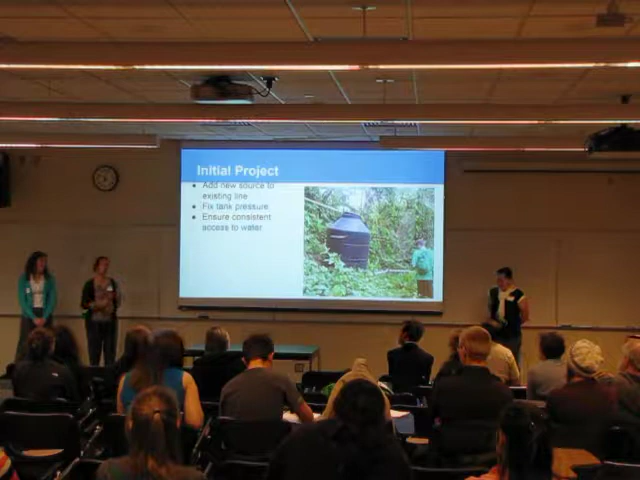 Initial Project
• Add new source to
existing line
• Fix tank pressure
• Ensure consistent
access to water